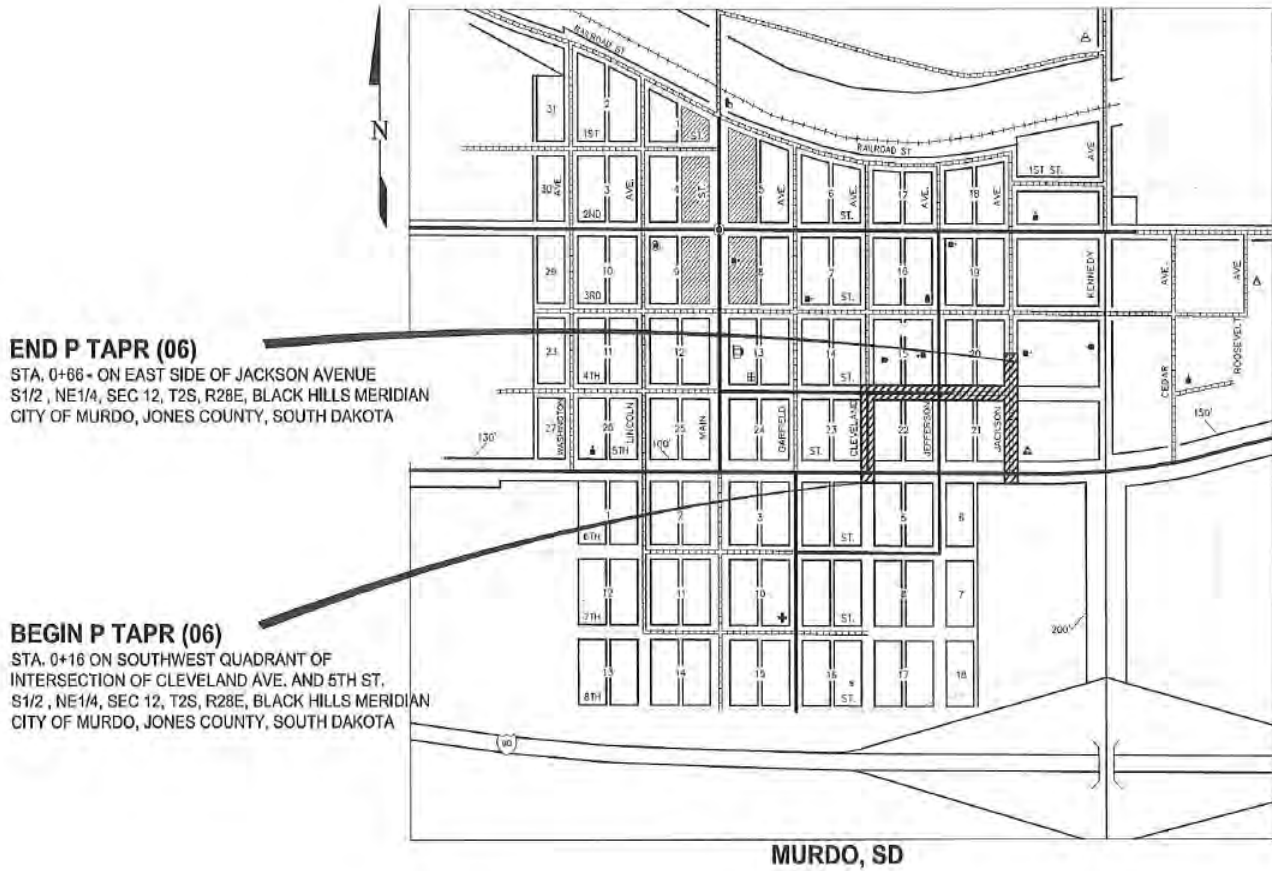 N
RAILROAD ST
31
2
1
1ST
ST.
RAILROAD ST
AVE
1ST ST.
30
AVE.
3
AVE.
4
ST.
5
AVE.
6
AVE.
17
AVE.
18
AVE.
2ND
ST.
29
10
9
8
7
16
19
KENNEDY
AVE.
AVE
3RD
ST.
END P TAPR (06)
STA. 0+66 - ON EAST SIDE OF JACKSON AVENUE
S1/2 , NE1/4, SEC 12, T2S, R28E, BLACK HILLS MERIDIAN
CITY OF MURDO, JONES COUNTY, SOUTH DAKOTA
23
11
12
13
14
15
20
ROOSEVELT
4TH
ST.
CEDAR
27
WASHINGTON
26
LINCOLN
25
MAIN
24
GARFIELD
23
CLEVELAND
22
JEFFERSON
21
JACKSON
130'
5TH
100'
ST.
150'
1
2
3
5
6
6TH
ST.
12
11
10
8
7
7TH
ST.
200'
BEGIN P TAPR (06)
STA. 0+16 ON SOUTHWEST QUADRANT OF
INTERSECTION OF CLEVELAND AVE. AND 5TH ST.
S1/2 , NE1/4, SEC 12, T2S, R28E, BLACK HILLS MERIDIAN
CITY OF MURDO, JONES COUNTY, SOUTH DAKOTA
13
14
15
16
17
18
8TH
ST.
90
MURDO, SD